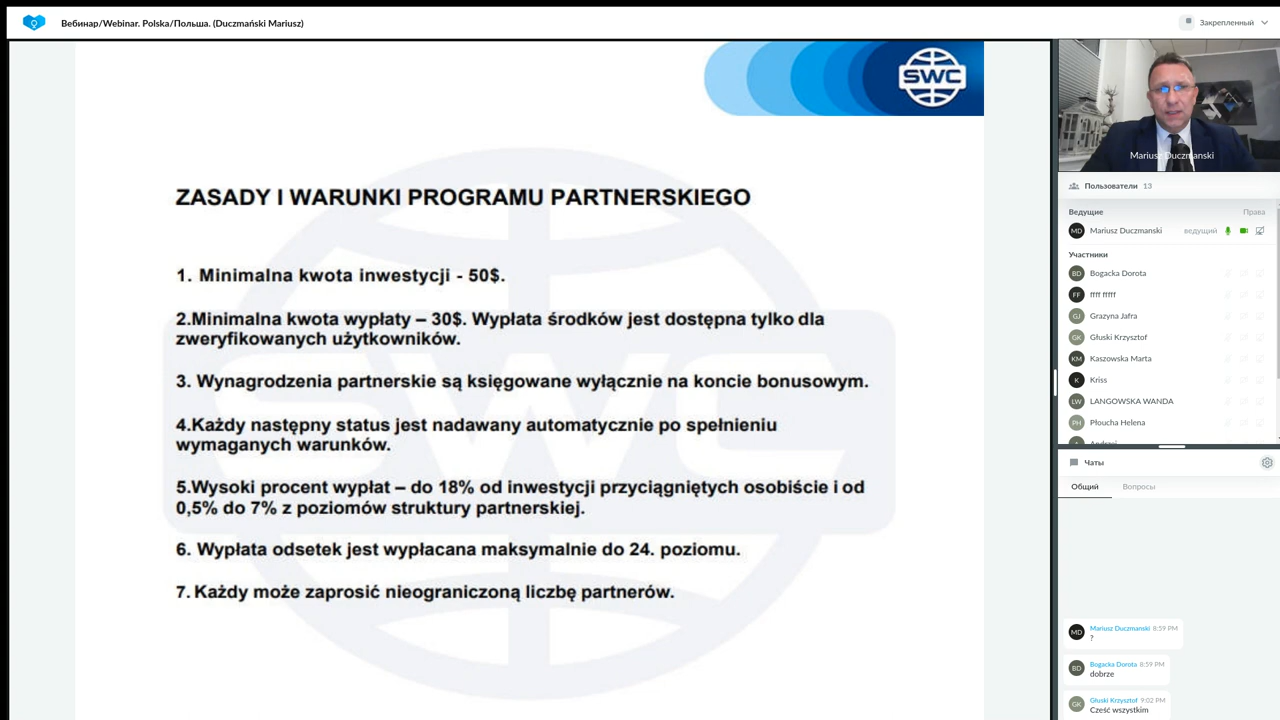 Вебинар/Webinar. Polska/Польша. (Duczmański Mariusz)
Закрепленный
SWC
ZASADY I WARUNKI PROGRAMU PARTNERSKIEGO
1. Minimalna kwota inwestycji - 50$.
2.Minimalna kwota wypłaty – 30$. Wypłata środków jest dostępna tylko dla
zweryfikowanych użytkowników.
3. Wynagrodzenia partnerskie są księgowane wyłącznie na koncie bonusowym.
4.Każdy następny status jest nadawany automatycznie po spełnieniu
wymaganych warunków.
5.Wysoki procent wypłat – do 18% od inwestycji przyciągniętych osobiście i od
0,5% do 7% z poziomów struktury partnerskiej.
6. Wypłata odsetek jest wypłacana maksymalnie do 24. poziomu.
7. Każdy może zaprosić nieograniczoną liczbę partnerów.
SWC
Mariusz Duczmanski
Пользователи 13
Ведущие Права
MD Mariusz Duczmanski ведущий
Участники
BD Bogacka Dorota
FF ffff fffff
GJ Grazyna Jafra
GK Głuski Krzysztof
KM Kaszowska Marta
K Kriss
LW LANGOWSKA WANDA
PH Płoucha Helena
A Andrzej
Чаты
Общий Вопросы
MD Mariusz Duczmanski 8:59 PM
?
BD Bogacka Dorota 8:59 PM
dobrze
GK Głuski Krzysztof 9:02 PM
Cześć wszystkim